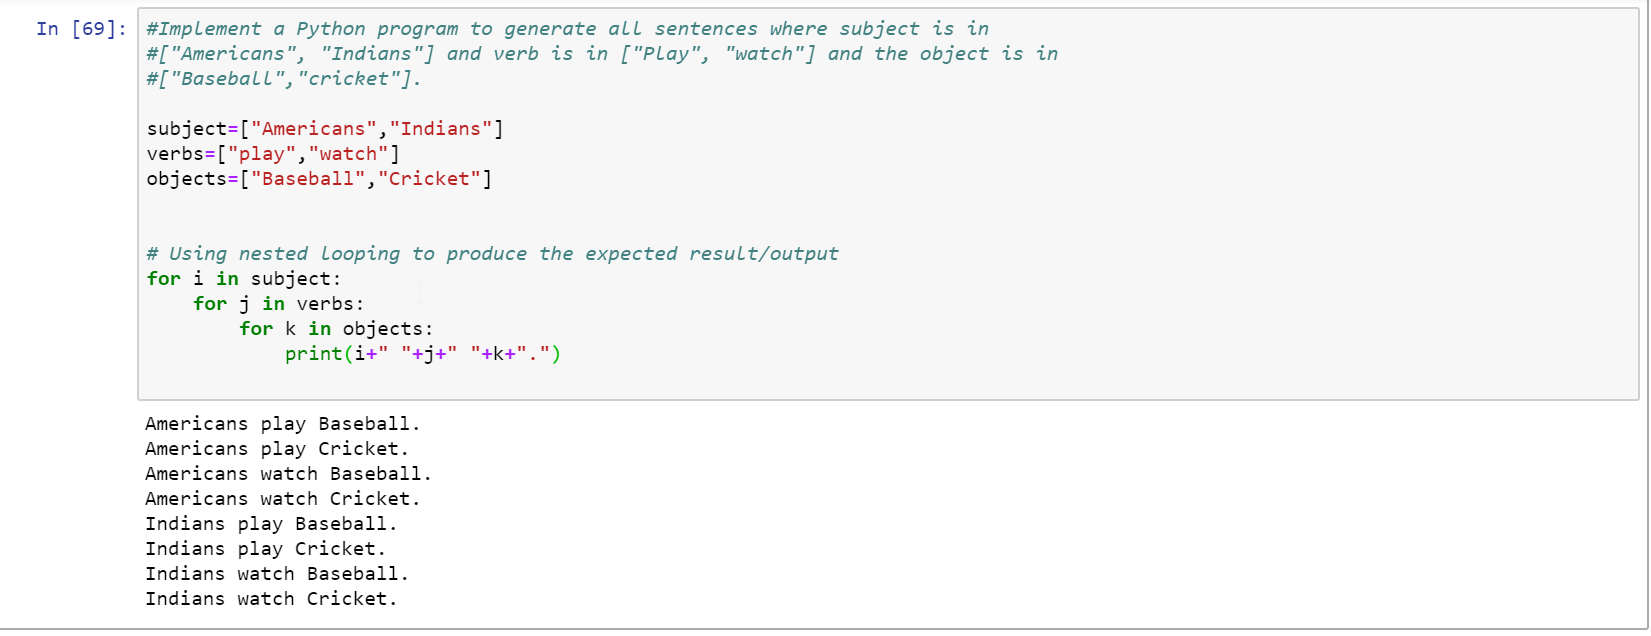 In [69]:
#Implement a Python program to generate all sentences where subject is in
#["Americans", "Indians"] and verb is in ["Play", "watch"] and the object is in
#["Baseball","cricket"].
subject=["Americans","Indians"]
verbs=["play","watch"]
objects=["Baseball","Cricket"]
# Using nested looping to produce the expected result/output
for i in subject:
    for j in verbs:
        for k in objects:
            print(i+" "+j+" "+k+".")
Americans play Baseball.
Americans play Cricket.
Americans watch Baseball.
Americans watch Cricket.
Indians play Baseball.
Indians play Cricket.
Indians watch Baseball.
Indians watch Cricket.